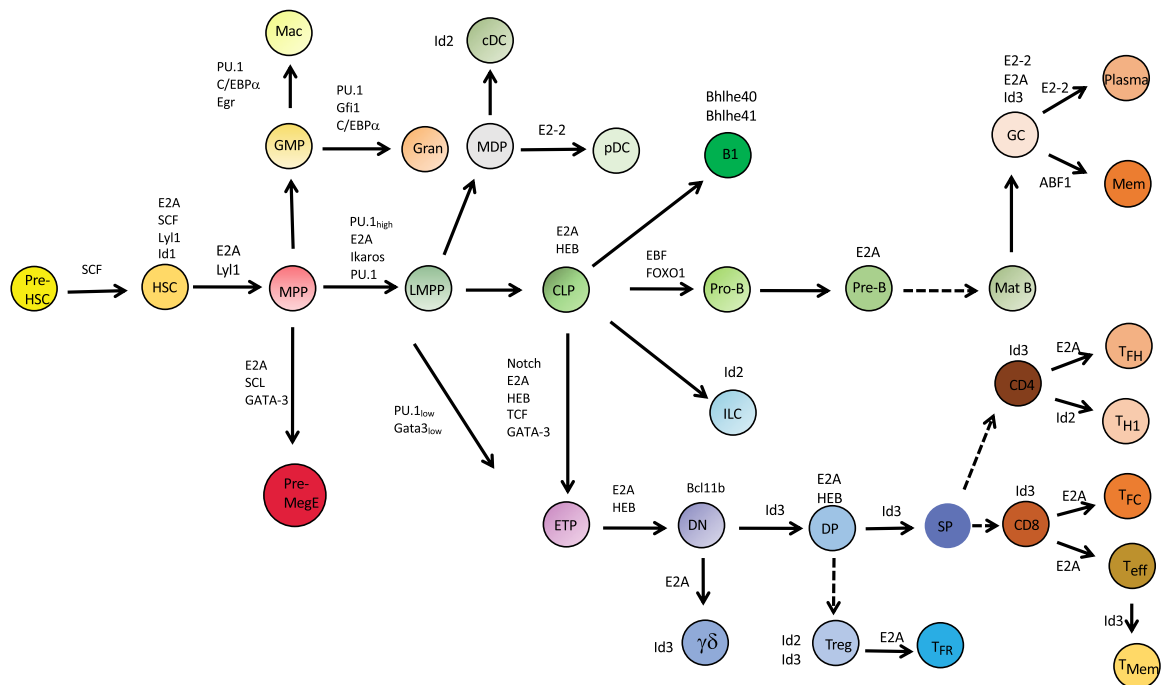 Mac
PU.1
C/EBPα
Egr
GMP
PU.1
Gfi1
C/EBPα
Gran
Id2
cDC
MDP
E2-2
pDC
Bhlhe40
Bhlhe41
B1
E2-2
E2A
Id3
GC
E2-2
Plasma
ABF1
Mem
Pre-
HSC
SCF
E2A
SCF
Lyl1
Id1
HSC
E2A
Lyl1
MPP
PU.1high
E2A
Ikaros
PU.1
LMPP
E2A
HEB
CLP
EBF
FOXO1
Pro-B
E2A
Pre-B
Mat B
E2A
SCL
GATA-3
Pre-
MegE
PU.1low
Gata3low
Notch
E2A
HEB
TCF
GATA-3
Id2
ILC
Id3
CD4
E2A
TFH
Id2
TH1
ETP
E2A
HEB
Bcl11b
DN
Id3
E2A
HEB
DP
Id3
SP
Id3
CD8
E2A
TFC
E2A
Teff
Id3
TMem
E2A
Id3
γδ
Id2
Id3
Treg
E2A
TFR